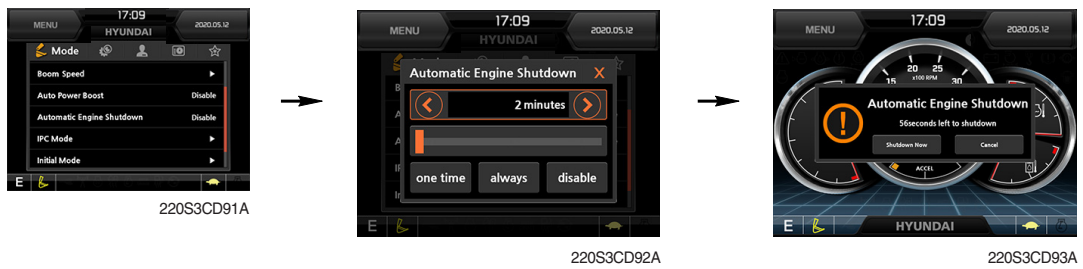 MENU
17:09
2020.05.12
HYUNDAI
Mode
Boom Speed
Auto Power Boost Disable
Automatic Engine Shutdown Disable
IPC Mode
Initial Mode
E
220S3CD91A
MENU
17:09
2020.05.12
HYUNDAI
Automatic Engine Shutdown X
2 minutes
one time always disable
E
220S3CD92A
MENU
17:09
2020.05.12
HYUNDAI
15 20 25 30
x100 RPM
Automatic Engine Shutdown
56seconds left to shutdown
Shutdown Now Cancel
ACCEL
E
HYUNDAI
220S3CD93A